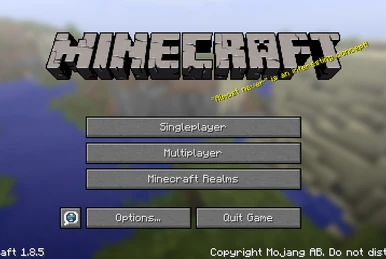 MINECRAFT
"Almost never" is an interesting concept!
Singleplayer
Multiplayer
Minecraft Realms
Options... Quit Game
aft 1.8.5 Copyright Mojang AB. Do not dist